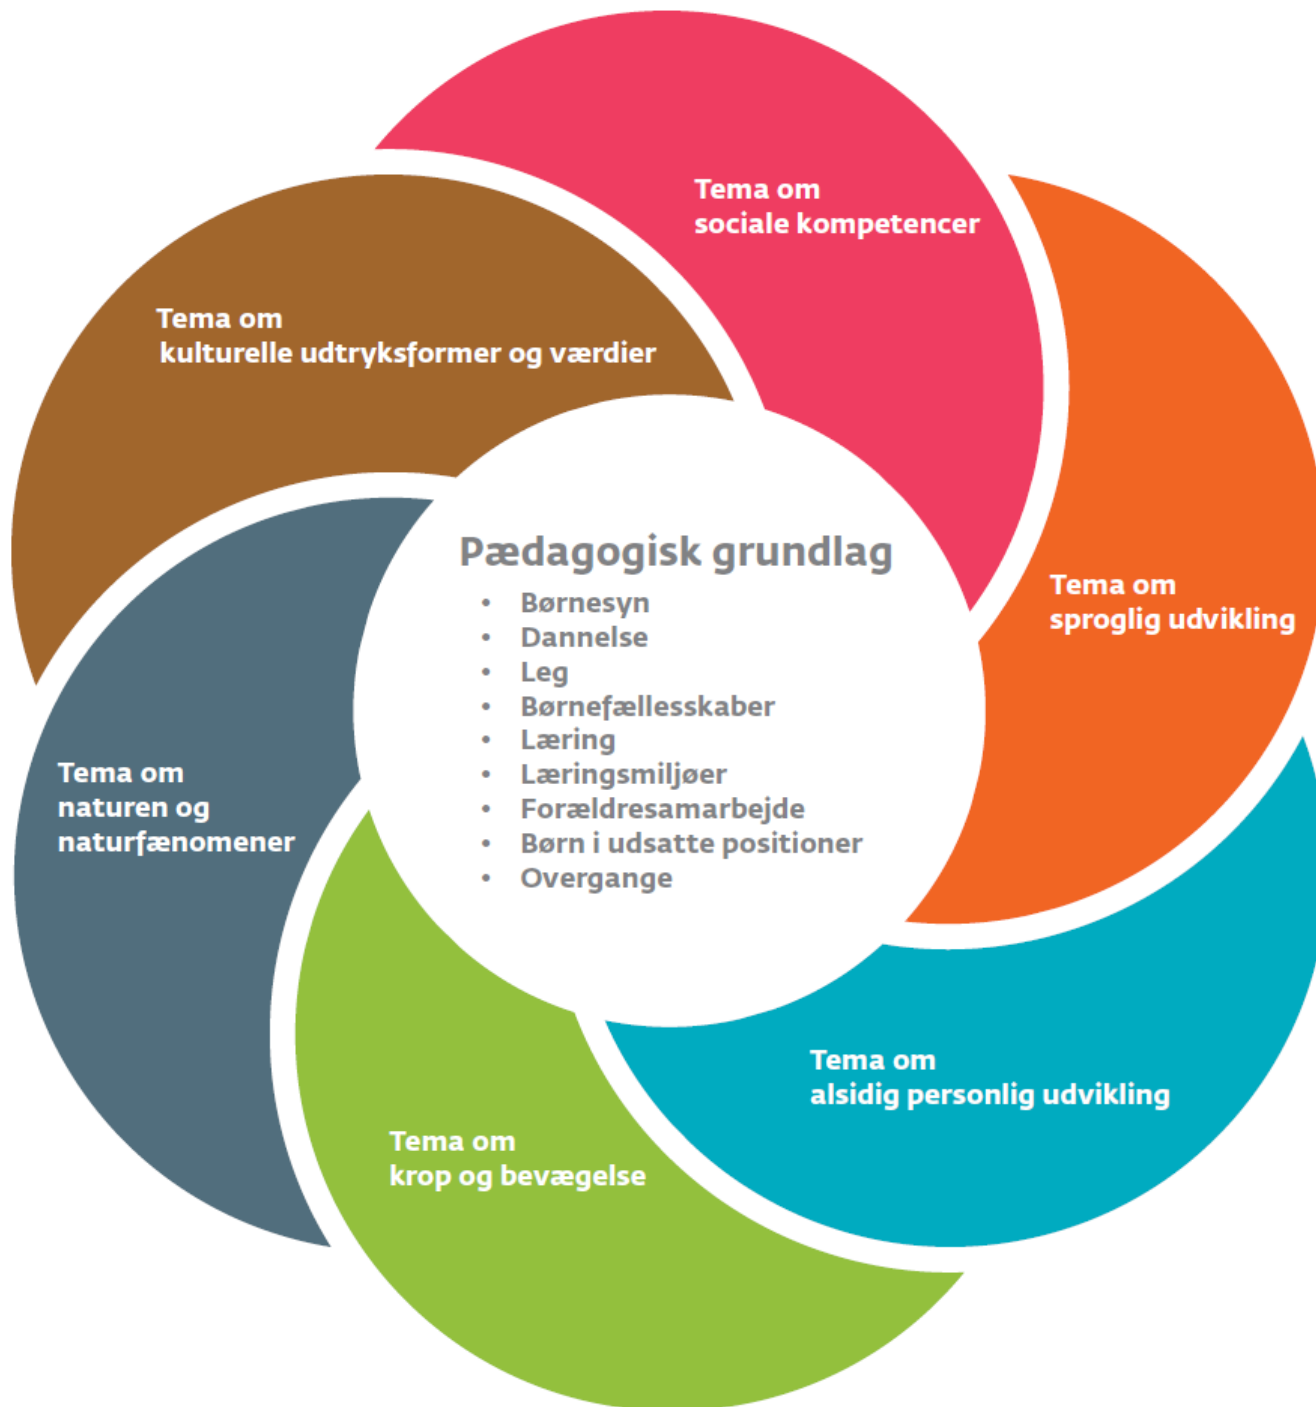 Tema om
sociale kompetencer
Tema om
kulturelle udtryksformer og værdier
Pædagogisk grundlag
• Børnesyn
• Dannelse
• Leg
• Børnefællesskaber
• Læring
• Læringsmiljøer
• Forældresamarbejde
• Børn i udsatte positioner
• Overgange
Tema om
sproglig udvikling
Tema om
naturen og
naturfænomener
Tema om
alsidig personlig udvikling
Tema om
krop og bevægelse